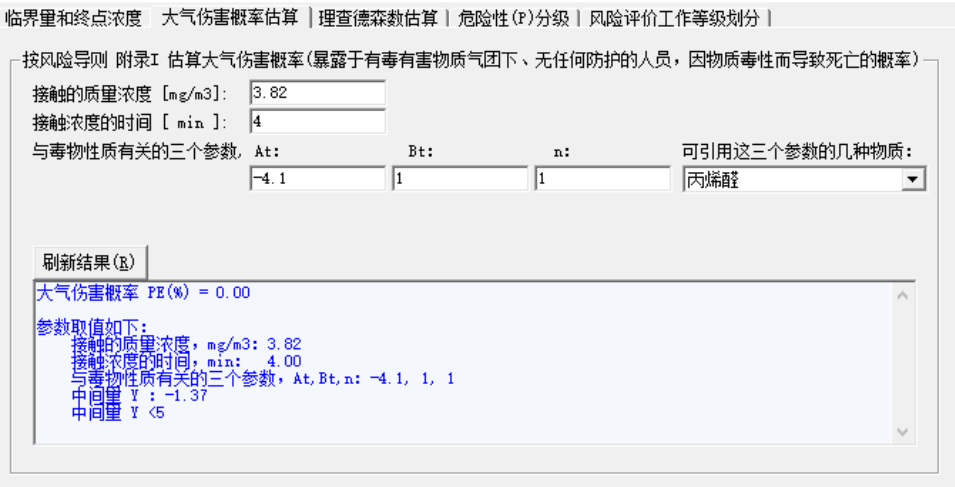 临界量和终点浓度 大气伤害概率估算 理查德森数估算 危险性(P)分级 风险评价工作等级划分
按风险导则 附录I 估算大气伤害概率(暴露于有毒有害物质气团下、无任何防护的人员，因物质毒性而导致死亡的概率)
接触的质量浓度 [mg/m3]: 3.82
接触浓度的时间 [ min ]: 4
与毒物性质有关的三个参数, At: Bt: n: 可引用这三个参数的几种物质:
-4.1 1 1 丙烯醛
刷新结果(R)
大气伤害概率 PE(%) = 0.00
参数取值如下:
接触的质量浓度，mg/m3: 3.82
接触浓度的时间，min: 4.00
与毒物性质有关的三个参数，At,Bt,n: -4.1, 1, 1
中间量 Y : -1.37
中间量 Y <5